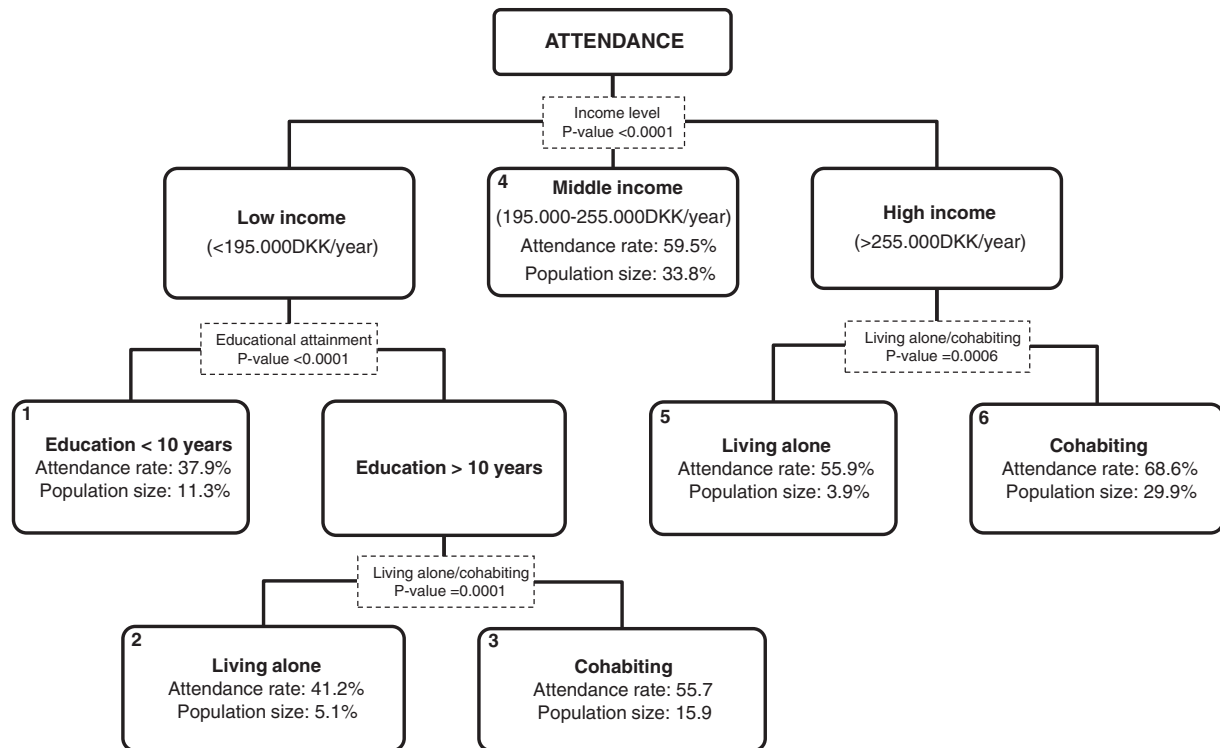 ATTENDANCE
Income level
P-value <0.0001
Low income
(<195.000DKK/year)
4
Middle income
(195.000-255.000DKK/year)
Attendance rate: 59.5%
Population size: 33.8%
High income
(>255.000DKK/year)
Educational attainment
P-value <0.0001
Living alone/cohabiting
P-value =0.0006
1
Education < 10 years
Attendance rate: 37.9%
Population size: 11.3%
Education > 10 years
5
Living alone
Attendance rate: 55.9%
Population size: 3.9%
6
Cohabiting
Attendance rate: 68.6%
Population size: 29.9%
Living alone/cohabiting
P-value =0.0001
2
Living alone
Attendance rate: 41.2%
Population size: 5.1%
3
Cohabiting
Attendance rate: 55.7
Population size: 15.9